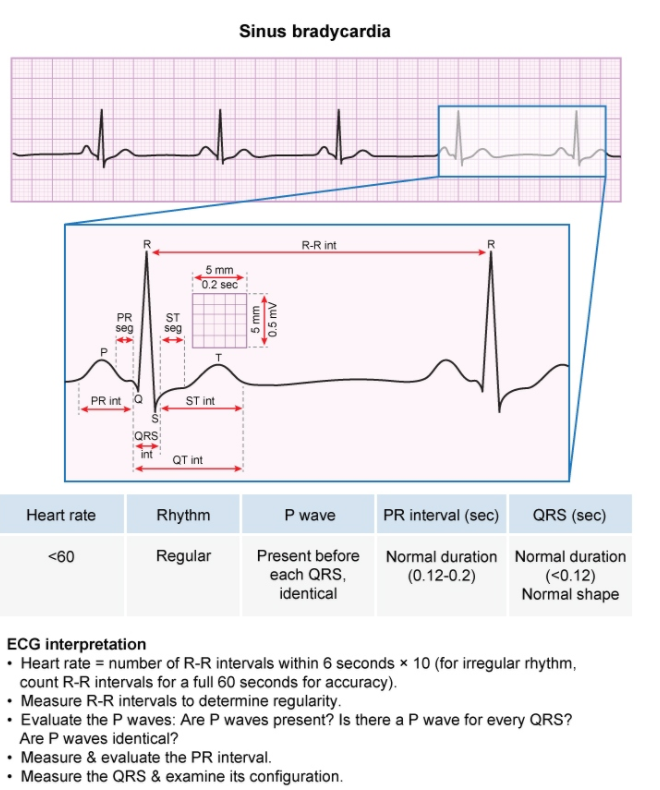 Sinus bradycardia
R
R-R int
R
5 mm
0.2 sec
5 mm
0.5 mV
PR
seg
ST
seg
P
T
PR int
Q
ST int
S
QRS
int
QT int
Heart rate
Rhythm
P wave
PR interval (sec)
QRS (sec)
<60
Regular
Present before
each QRS,
identical
Normal duration
(0.12-0.2)
Normal duration
(<0.12)
Normal shape
ECG interpretation
• Heart rate = number of R-R intervals within 6 seconds × 10 (for irregular rhythm,
count R-R intervals for a full 60 seconds for accuracy).
• Measure R-R intervals to determine regularity.
• Evaluate the P waves: Are P waves present? Is there a P wave for every QRS?
Are P waves identical?
• Measure & evaluate the PR interval.
• Measure the QRS & examine its configuration.